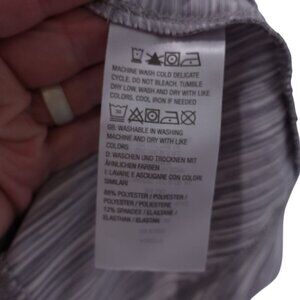 MACHINE WASH COLD DELICATE
CYCLE. DO NOT BLEACH, TUMBLE
DRY LOW, WASH AND DRY WITH LIKE
COLORS, COOL IRON IF NEEDED
GB: WASHABLE IN WASHING
MACHINE AND DRY WITH LIKE
COLORS
D: WASCHEN UND TROCKNEN MIT
ÄHNLICHEN FARBEN
I: LAVARE E ASCIUGARE CON COLORI
SIMILARI
88% POLYESTER / POLYESTER
POLYESTER / POLIESTERE
12% SPANDEX / ELASTANE /
ELASTHAN / ELASTAN